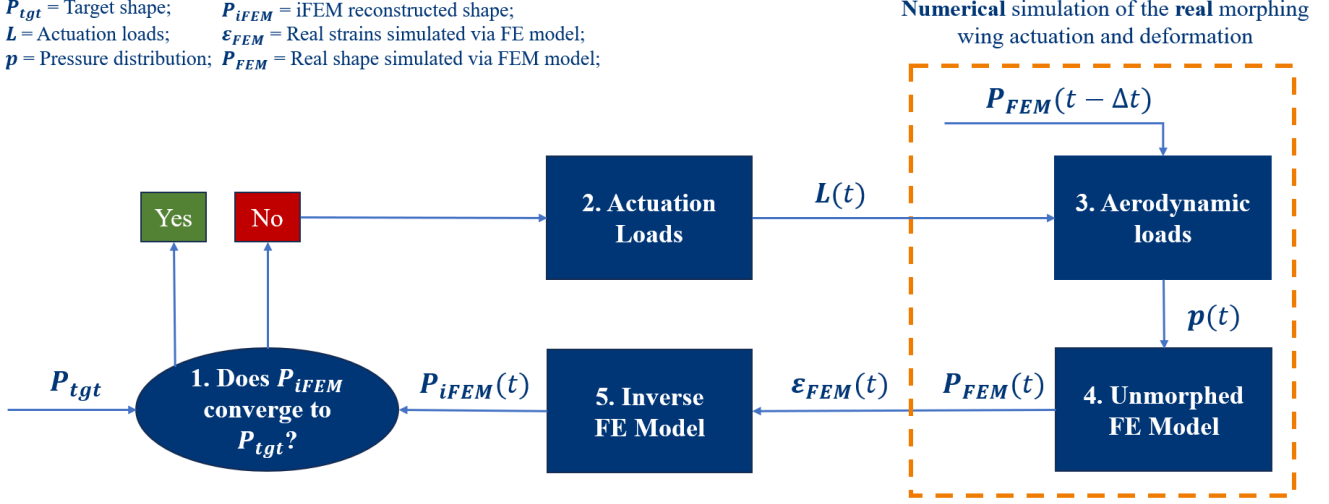 P_tgt = Target shape; P_iFEM = iFEM reconstructed shape;
L = Actuation loads; ε_FEM = Real strains simulated via FE model;
p = Pressure distribution; P_FEM = Real shape simulated via FEM model;
Numerical simulation of the real morphing
wing actuation and deformation
P_FEM(t − Δt)
Yes
No
2. Actuation
Loads
L(t)
3. Aerodynamic
loads
p(t)
P_tgt
1. Does P_iFEM
converge to
P_tgt?
P_iFEM(t)
5. Inverse
FE Model
ε_FEM(t)
P_FEM(t)
4. Unmorphed
FE Model